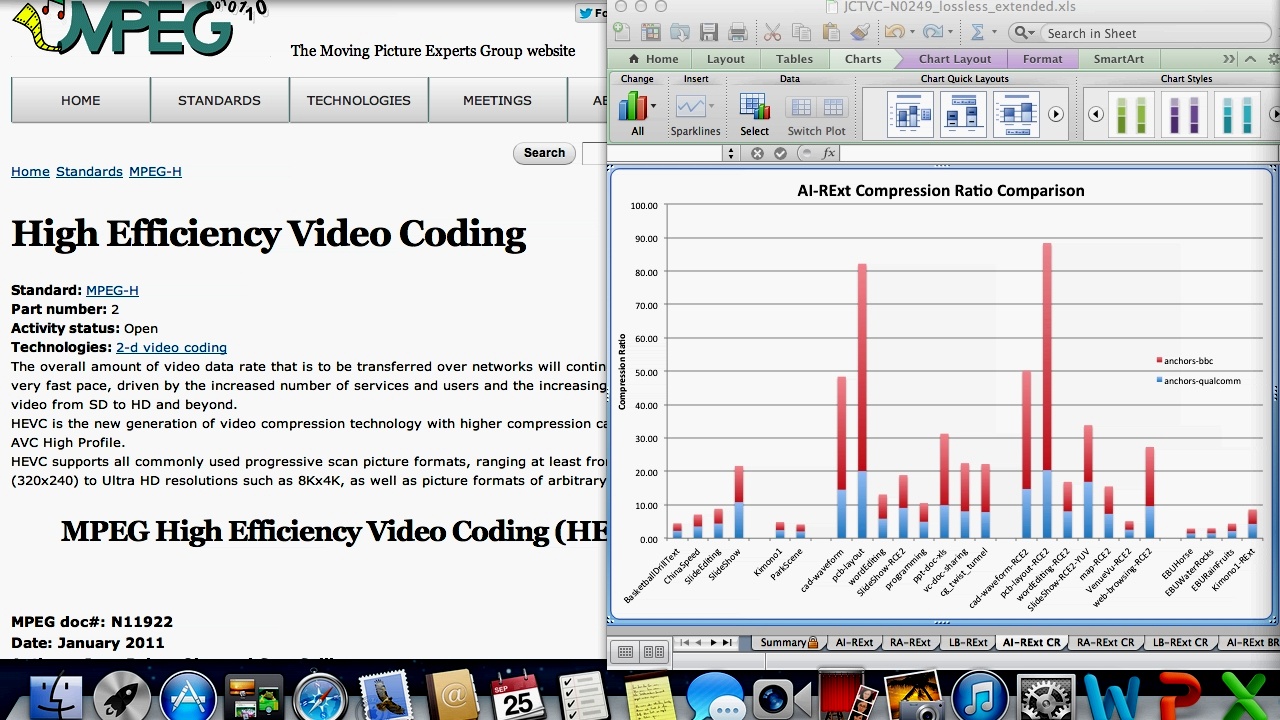 MPEG
The Moving Picture Experts Group website
HOME
STANDARDS
TECHNOLOGIES
MEETINGS
Search
Home Standards MPEG-H
High Efficiency Video Coding
Standard: MPEG-H
Part number: 2
Activity status: Open
Technologies: 2-d video coding
The overall amount of video data rate that is to be transferred over networks will contin
very fast pace, driven by the increased number of services and users and the increasing
video from SD to HD and beyond.
HEVC is the new generation of video compression technology with higher compression ca
AVC High Profile.
HEVC supports all commonly used progressive scan picture formats, ranging at least from
(320x240) to Ultra HD resolutions such as 8Kx4K, as well as picture formats of arbitrary
MPEG High Efficiency Video Coding (HE
MPEG doc#: N11922
Date: January 2011
JCTVC-N0249_lossless_extended.xls
Search in Sheet
Home
Layout
Tables
Charts
Chart Layout
Format
SmartArt
Change
Insert
Data
Chart Quick Layouts
Chart Styles
All
Sparklines
Select
Switch Plot
fx
AI-RExt Compression Ratio Comparison
Compression Ratio
100.00
90.00
80.00
70.00
60.00
50.00
40.00
30.00
20.00
10.00
0.00
anchors-bbc
anchors-qualcomm
BasketballDrillText
ChinaSpeed
SlideEditing
SlideShow
Kimono1
ParkScene
cad-waveform
pcb-layout
wordEditing
SlideShow-RCE2
programming
ppt-doc-xls
vc-doc-sharing
cg_twist_tunnel
cad-waveform-RCE2
pcb-layout-RCE2
wordEditing-RCE2
SlideShow-RCE2-YUV
map-RCE2
VenueVu-RCE2
web-browsing-RCE2
EBUHorse
EBUWaterRocks
EBURainFruits
Kimono1-RExt
Summary
AI-RExt
RA-RExt
LB-RExt
AI-RExt CR
RA-RExt CR
LB-RExt CR
AI-RExt BR
SEP
25